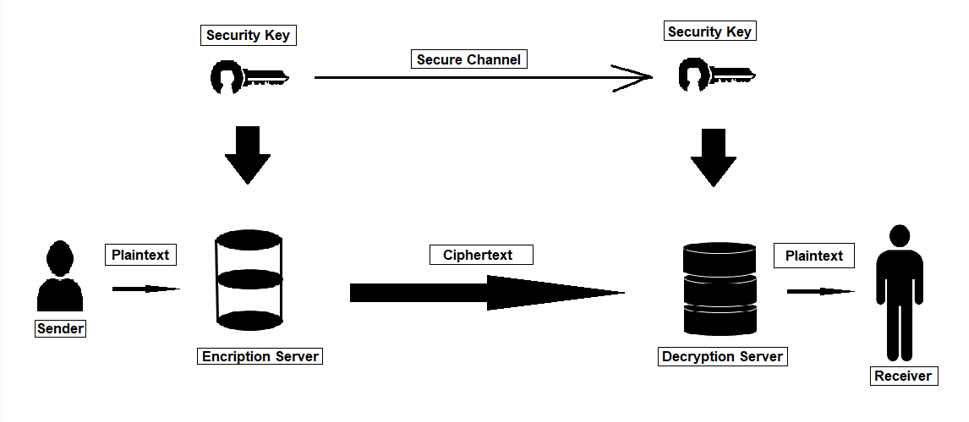 Security Key
Secure Channel
Security Key
Plaintext
Ciphertext
Plaintext
Sender
Encription Server
Decryption Server
Receiver